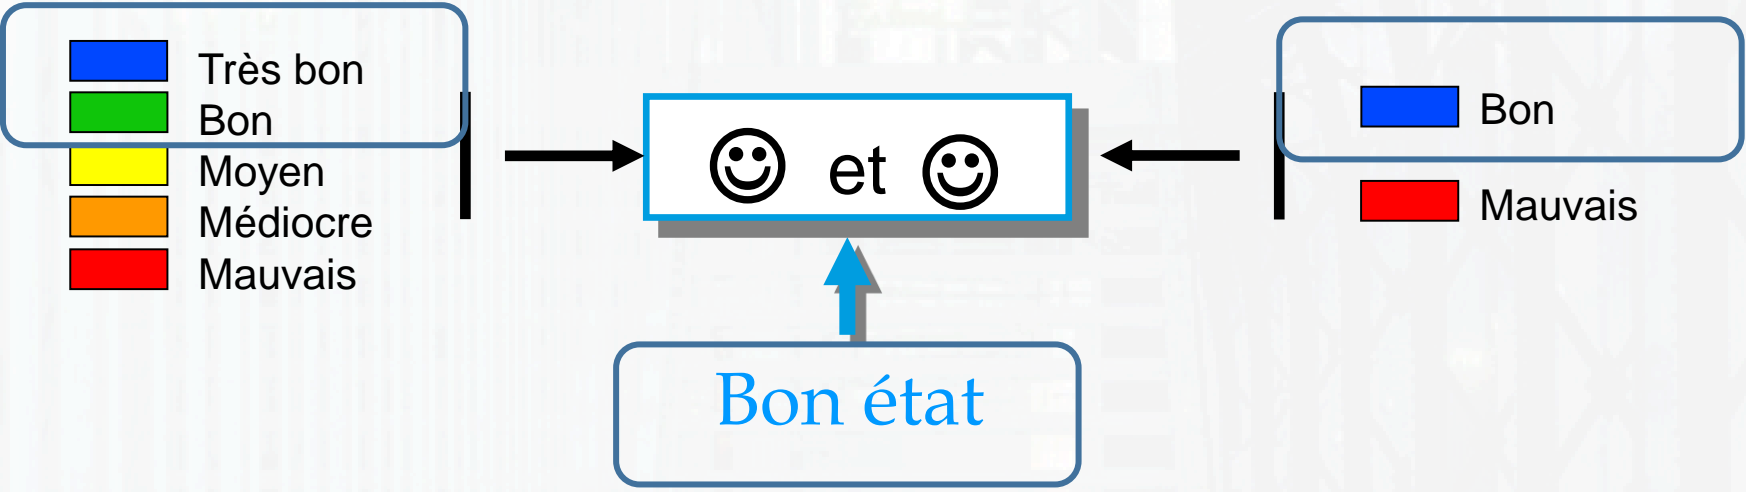 Très bon
Bon
Moyen
Médiocre
Mauvais
et
Bon
Mauvais
Bon état